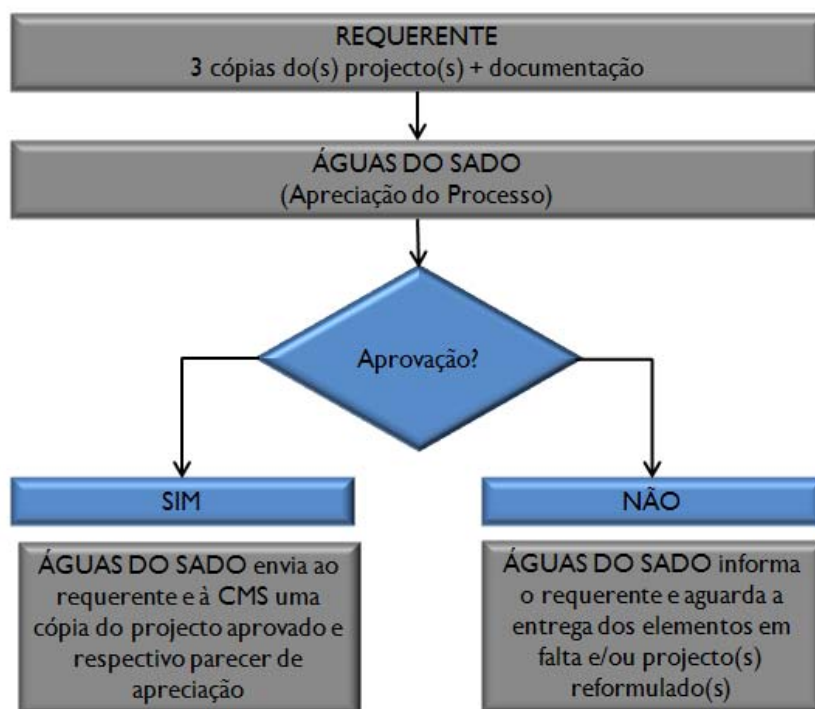 REQUERENTE
3 cópias do(s) projecto(s) + documentação
ÁGUAS DO SADO
(Apreciação do Processo)
Aprovação?
SIM
ÁGUAS DO SADO envia ao
requerente e à CMS uma
cópia do projecto aprovado e
respectivo parecer de
apreciação
NÃO
ÁGUAS DO SADO informa
o requerente e aguarda a
entrega dos elementos em
falta e/ou projecto(s)
reformulado(s)